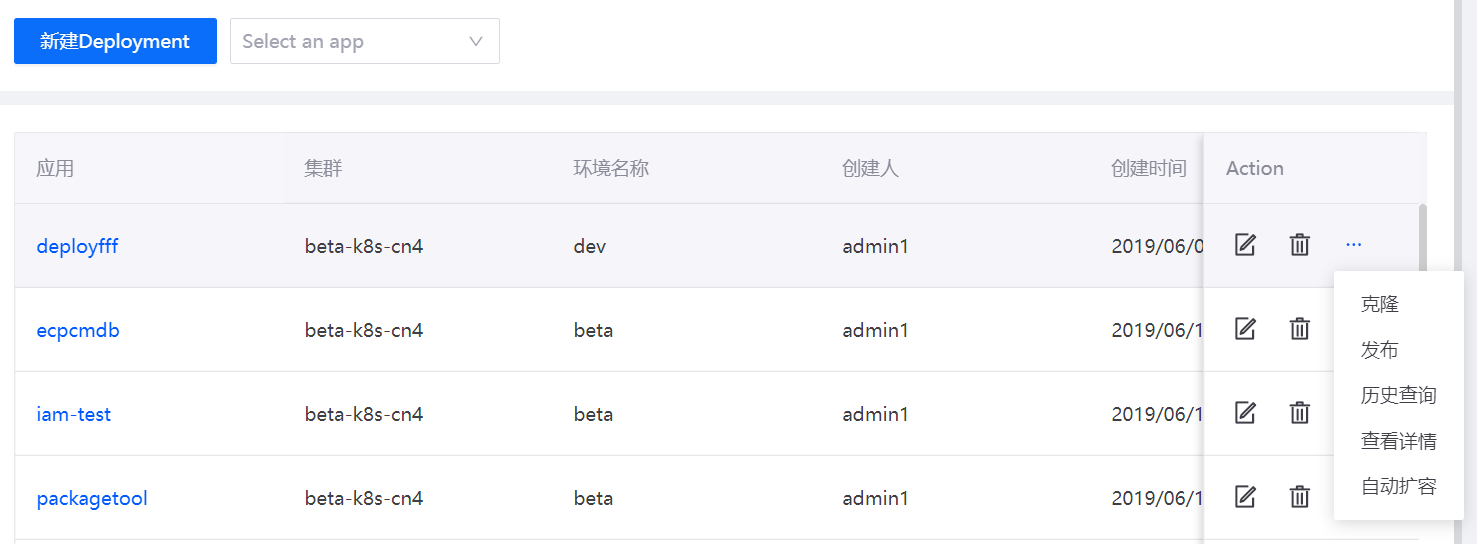 新建Deployment Select an app
应用 集群 环境名称 创建人 创建时间 Action
deployfff beta-k8s-cn4 dev admin1 2019/06/0 ...
ecpcmdb beta-k8s-cn4 beta admin1 2019/06/1
iam-test beta-k8s-cn4 beta admin1 2019/06/1
packagetool beta-k8s-cn4 beta admin1 2019/06/1
克隆
发布
历史查询
查看详情
自动扩容